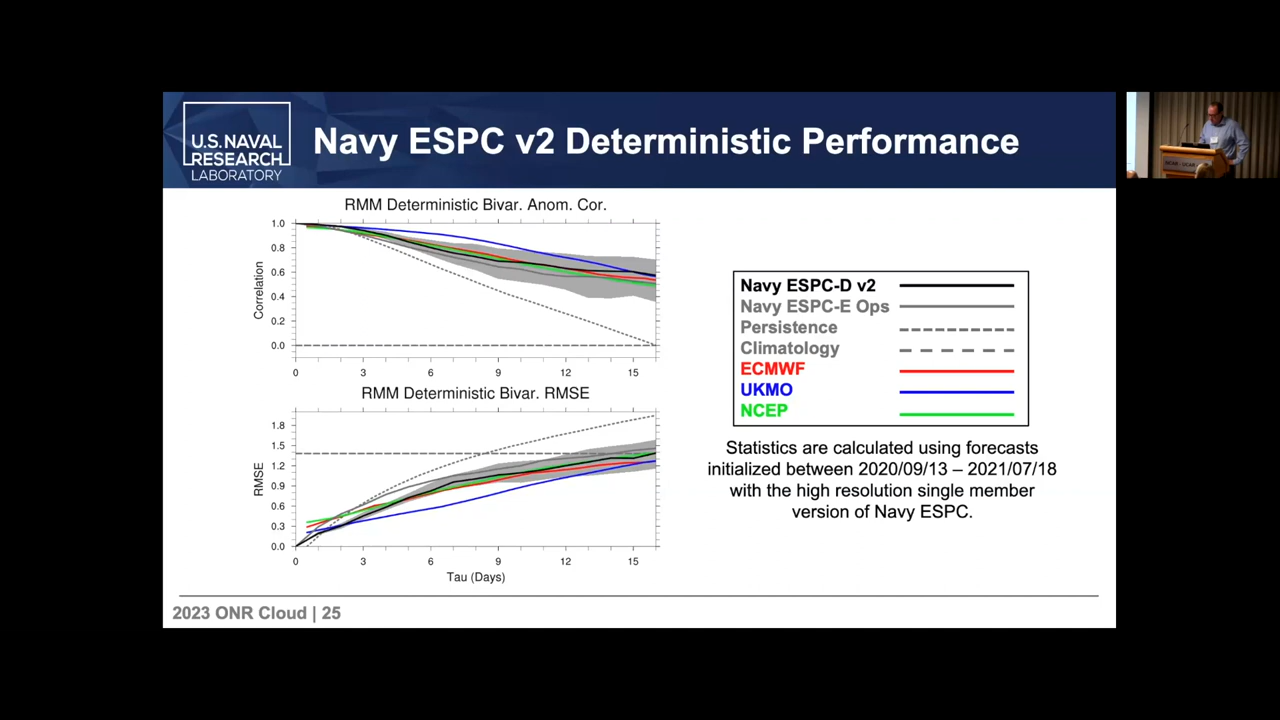 U.S. NAVAL
RESEARCH
LABORATORY
Navy ESPC v2 Deterministic Performance
RMM Deterministic Bivar. Anom. Cor.
Correlation
1.0
0.8
0.6
0.4
0.2
0.0
0 3 6 9 12 15
RMM Deterministic Bivar. RMSE
RMSE
1.8
1.5
1.2
0.9
0.6
0.3
0.0
0 3 6 9 12 15
Tau (Days)
Navy ESPC-D v2
Navy ESPC-E Ops
Persistence
Climatology
ECMWF
UKMO
NCEP
Statistics are calculated using forecasts
initialized between 2020/09/13 – 2021/07/18
with the high resolution single member
version of Navy ESPC.
2023 ONR Cloud | 25